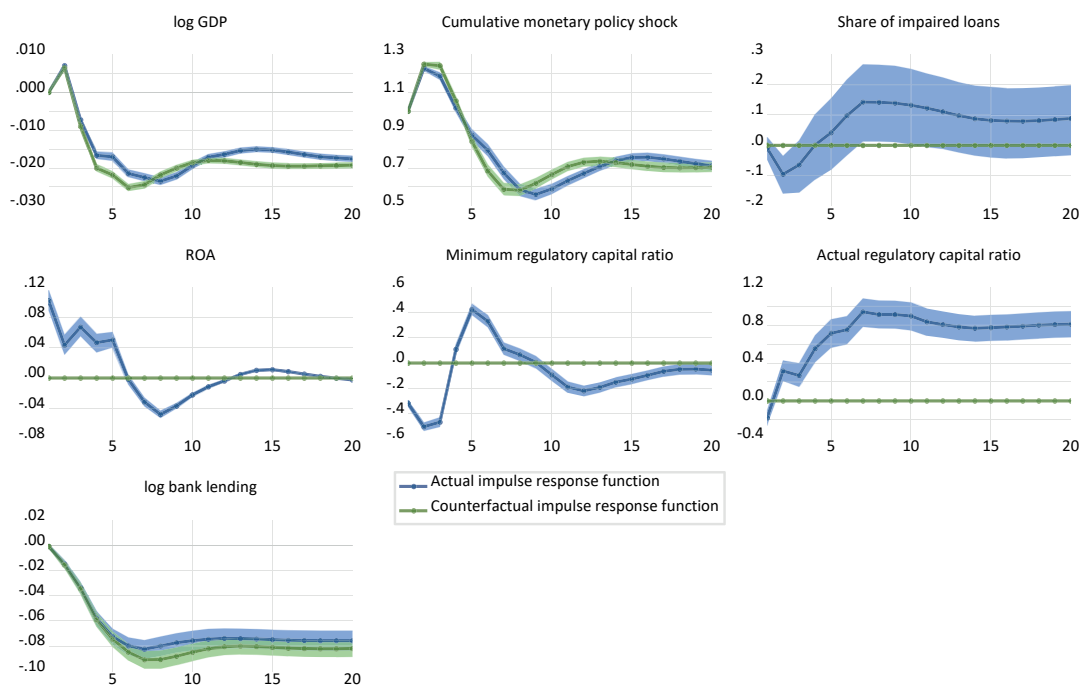 log GDP
.010
.000
-.010
-.020
-.030
5 10 15 20
Cumulative monetary policy shock
1.3
1.1
0.9
0.7
0.5
5 10 15 20
Share of impaired loans
.3
.2
.1
.0
-.1
-.2
5 10 15 20
ROA
.12
.08
.04
.00
-.04
-.08
5 10 15 20
Minimum regulatory capital ratio
.6
.4
.2
.0
-.2
-.4
-.6
5 10 15 20
Actual regulatory capital ratio
1.2
0.8
0.4
0.0
-0.4
5 10 15 20
log bank lending
.02
.00
-.02
-.04
-.06
-.08
-.10
5 10 15 20
Actual impulse response function
Counterfactual impulse response function